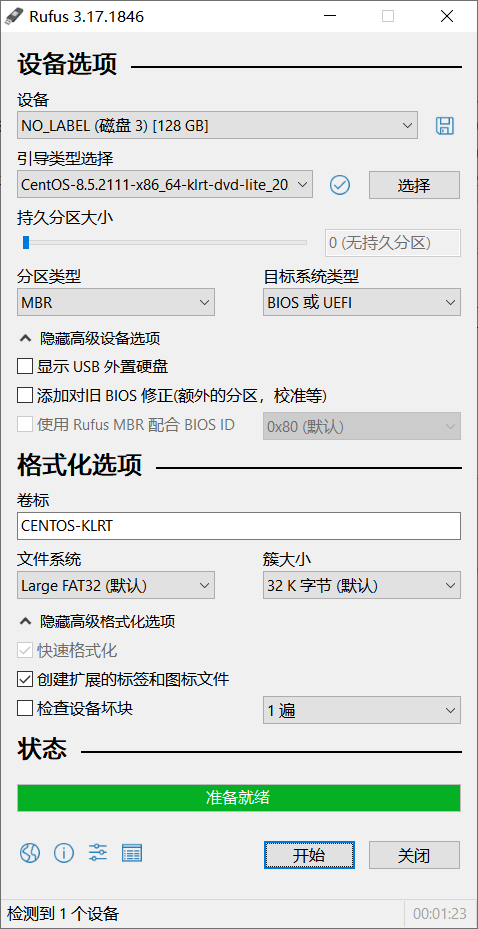 Rufus 3.17.1846
设备选项
设备
NO_LABEL (磁盘 3) [128 GB]
引导类型选择
CentOS-8.5.2111-x86_64-klrt-dvd-lite_20
选择
持久分区大小
0 (无持久分区)
分区类型
目标系统类型
MBR
BIOS 或 UEFI
隐藏高级设备选项
显示 USB 外置硬盘
添加对旧 BIOS 修正(额外的分区，校准等)
使用 Rufus MBR 配合 BIOS ID
0x80 (默认)
格式化选项
卷标
CENTOS-KLRT
文件系统
簇大小
Large FAT32 (默认)
32 K 字节 (默认)
隐藏高级格式化选项
快速格式化
创建扩展的标签和图标文件
检查设备坏块
1 遍
状态
准备就绪
开始
关闭
检测到 1 个设备
00:01:23